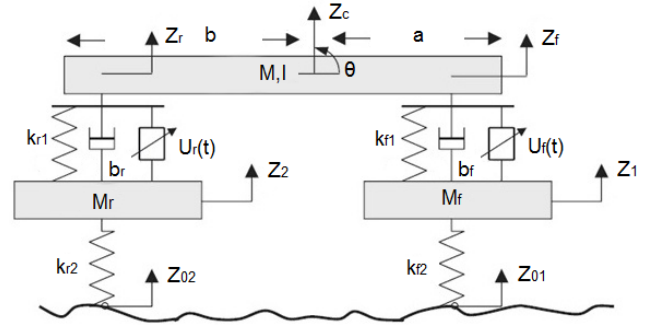 Zc
Zr b a Zf
M,I θ
kr1 Ur(t) kf1 Uf(t)
br Z2 bf Z1
Mr Mf
kr2 Z02 kf2 Z01